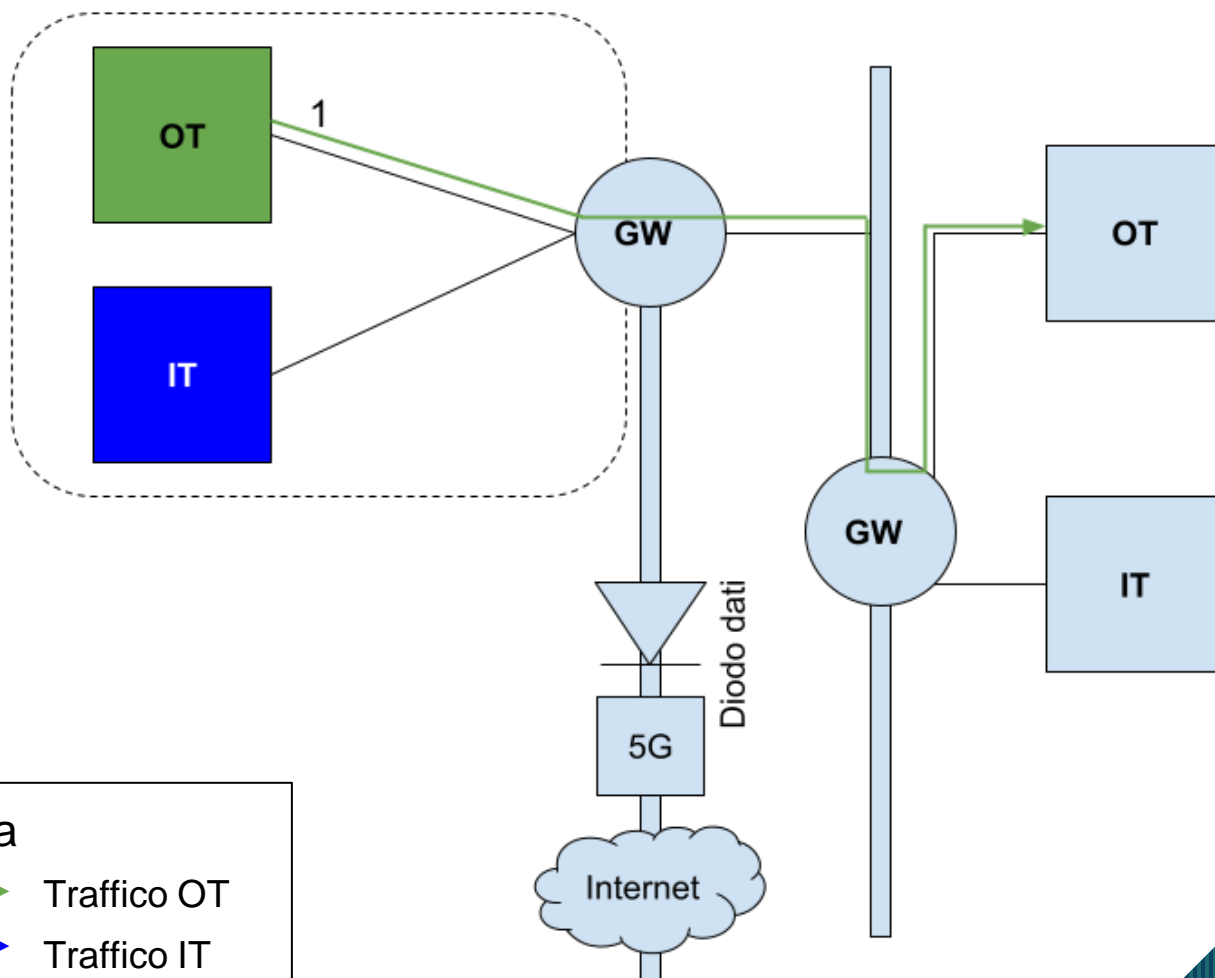 OT
1
GW
OT
IT
GW
IT
Diodo dati
5G
Internet
a
Traffico OT
Traffico IT